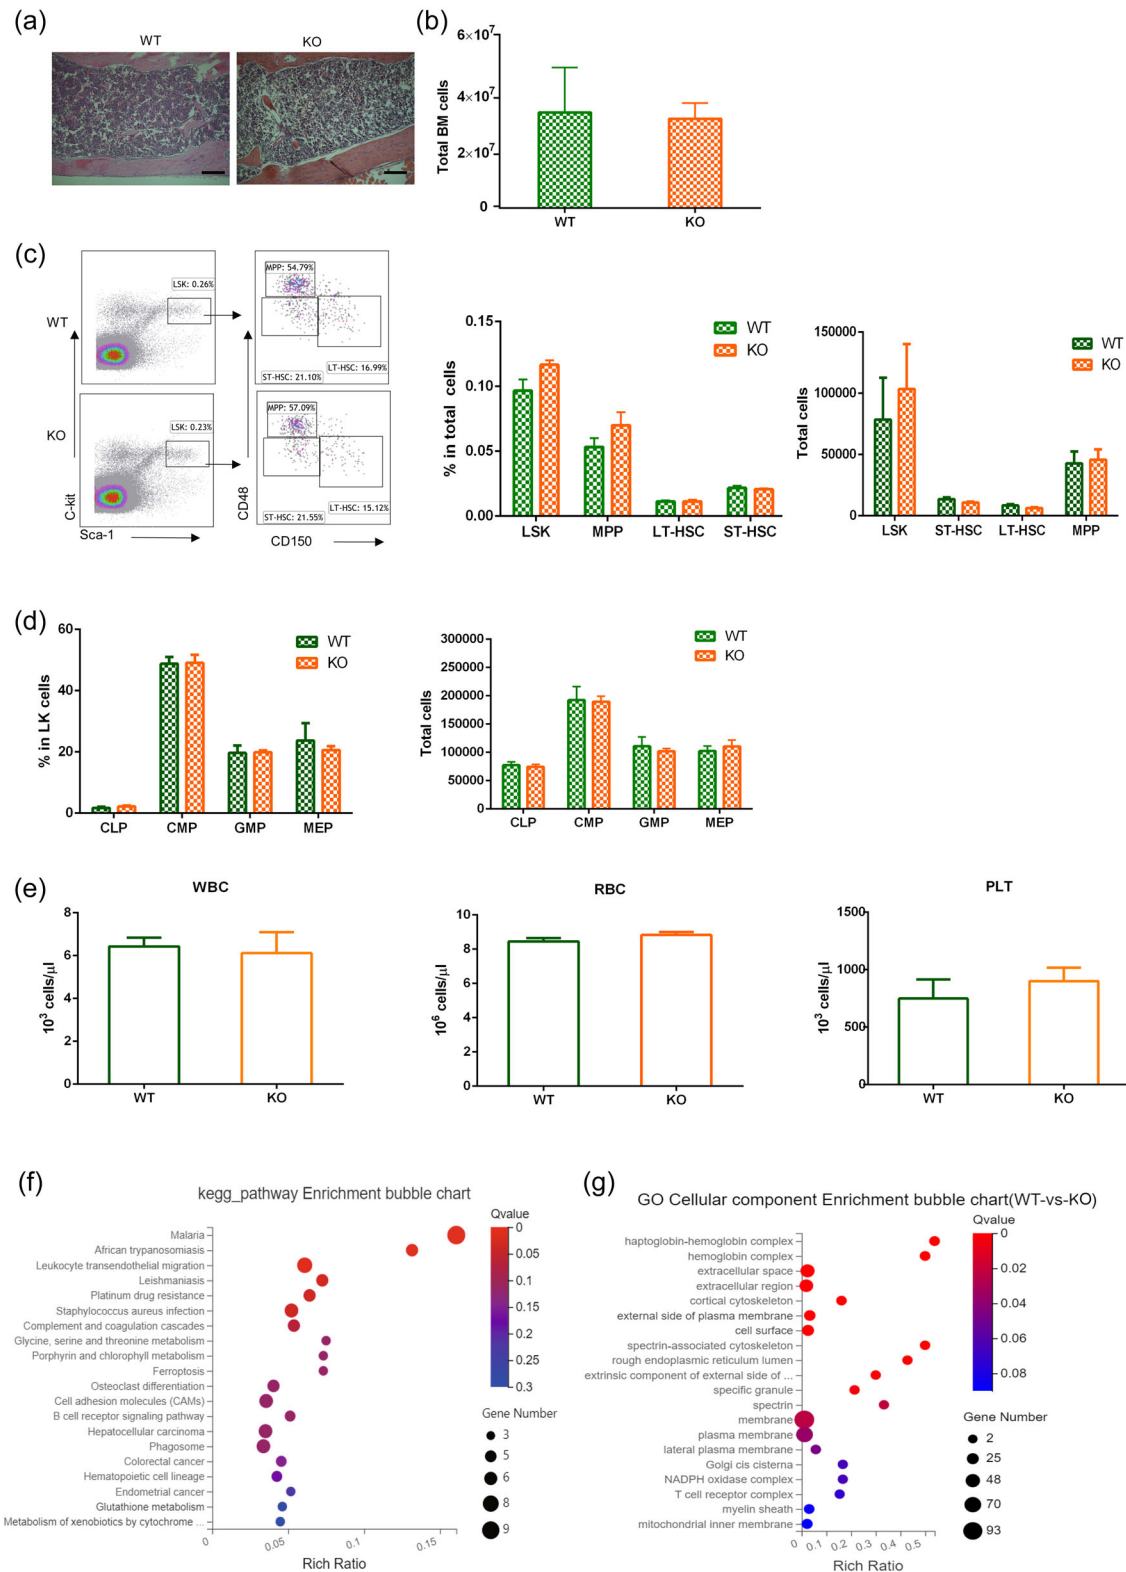 (a)
WT
KO
(b)
6×10⁷
4×10⁷
2×10⁷
0
Total BM cells
WT
KO
(c)
WT
KO
LSK: 0.26%
LSK: 0.23%
C-kit
Sca-1
MPP: 54.79%
ST-HSC: 21.10%
LT-HSC: 16.99%
MPP: 57.09%
ST-HSC: 21.55%
LT-HSC: 15.12%
CD48
CD150
0.15
0.10
0.05
0.00
% in total cells
WT
KO
LSK
MPP
LT-HSC
ST-HSC
150000
100000
50000
0
Total cells
WT
KO
LSK
ST-HSC
LT-HSC
MPP
(d)
60
40
20
0
% in LK cells
WT
KO
CLP
CMP
GMP
MEP
300000
250000
200000
150000
100000
50000
0
Total cells
WT
KO
CLP
CMP
GMP
MEP
(e)
WBC
8
6
4
2
0
10³ cells/µl
WT
KO
RBC
10
8
6
4
2
0
10⁶ cells/µl
WT
KO
PLT
1500
1000
500
0
10³ cells/µl
WT
KO
(f)
kegg_pathway Enrichment bubble chart
Malaria
African trypanosomiasis
Leukocyte transendothelial migration
Leishmaniasis
Platinum drug resistance
Staphylococcus aureus infection
Complement and coagulation cascades
Glycine, serine and threonine metabolism
Porphyrin and chlorophyll metabolism
Ferroptosis
Osteoclast differentiation
Cell adhesion molecules (CAMs)
B cell receptor signaling pathway
Hepatocellular carcinoma
Phagosome
Colorectal cancer
Hematopoietic cell lineage
Endometrial cancer
Glutathione metabolism
Metabolism of xenobiotics by cytochrome ...
0
0.05
0.1
0.15
Rich Ratio
Qvalue
0
0.05
0.1
0.15
0.2
0.25
0.3
Gene Number
3
5
6
8
9
(g)
GO Cellular component Enrichment bubble chart(WT-vs-KO)
haptoglobin-hemoglobin complex
hemoglobin complex
extracellular space
extracellular region
cortical cytoskeleton
external side of plasma membrane
cell surface
spectrin-associated cytoskeleton
rough endoplasmic reticulum lumen
extrinsic component of external side of ...
specific granule
spectrin
membrane
plasma membrane
lateral plasma membrane
Golgi cis cisterna
NADPH oxidase complex
T cell receptor complex
myelin sheath
mitochondrial inner membrane
0
0.1
0.2
0.3
0.4
0.5
Rich Ratio
Qvalue
0
0.02
0.04
0.06
0.08
Gene Number
2
25
48
70
93